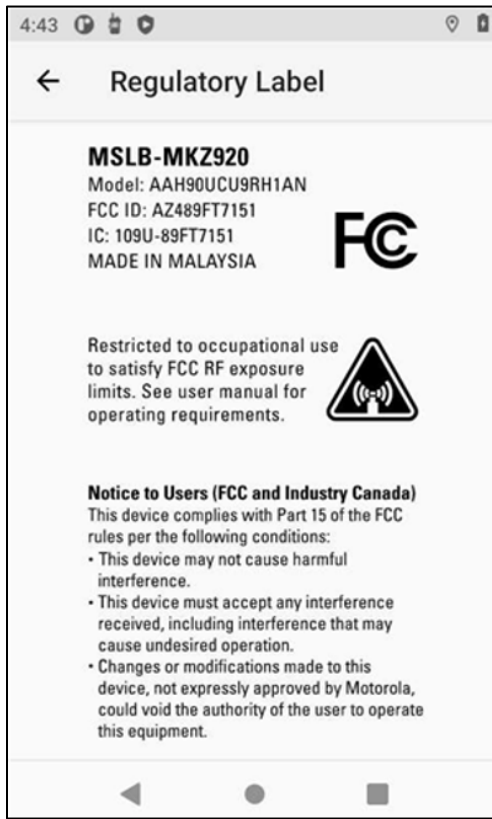 4:43
Regulatory Label
MSLB-MKZ920
Model: AAH90UCU9RH1AN
FCC ID: AZ489FT7151
IC: 109U-89FT7151
MADE IN MALAYSIA
FCC
Restricted to occupational use
to satisfy FCC RF exposure
limits. See user manual for
operating requirements.
Notice to Users (FCC and Industry Canada)
This device complies with Part 15 of the FCC
rules per the following conditions:
• This device may not cause harmful
interference.
• This device must accept any interference
received, including interference that may
cause undesired operation.
• Changes or modifications made to this
device, not expressly approved by Motorola,
could void the authority of the user to operate
this equipment.